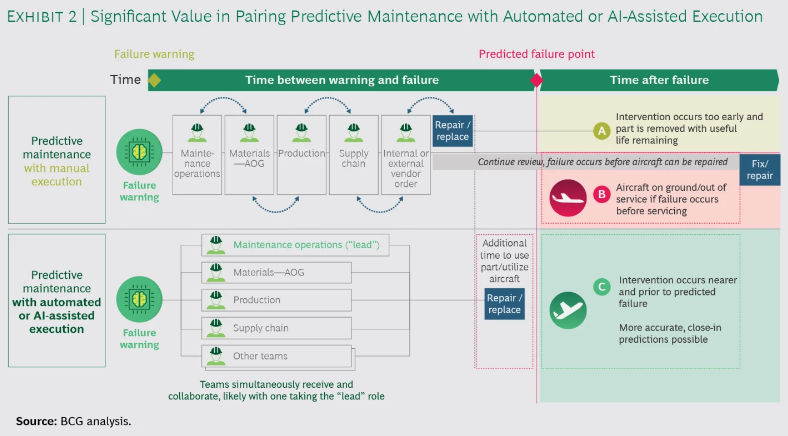 EXHIBIT 2 | Significant Value in Pairing Predictive Maintenance with Automated or AI-Assisted Execution
Failure warning
Predicted failure point
Time
Time between warning and failure
Time after failure
Predictive
maintenance
with manual
execution
Failure
warning
Mainte-
nance
operations
Materials
—AOG
Production
Supply
chain
Internal or
external
vendor
order
Repair /
replace
A
Intervention occurs too early and
part is removed with useful
life remaining
Continue review, failure occurs before aircraft can be repaired
Fix/
repair
B
Aircraft on ground/out of
service if failure occurs
before servicing
Predictive
maintenance
with automated
or AI-assisted
execution
Failure
warning
Maintenance operations (“lead”)
Materials—AOG
Production
Supply chain
Other teams
Teams simultaneously receive and
collaborate, likely with one taking the “lead” role
Additional
time to use
part/utilize
aircraft
Repair /
replace
C
Intervention occurs nearer
and prior to predicted
failure
More accurate, close-in
predictions possible
Source: BCG analysis.